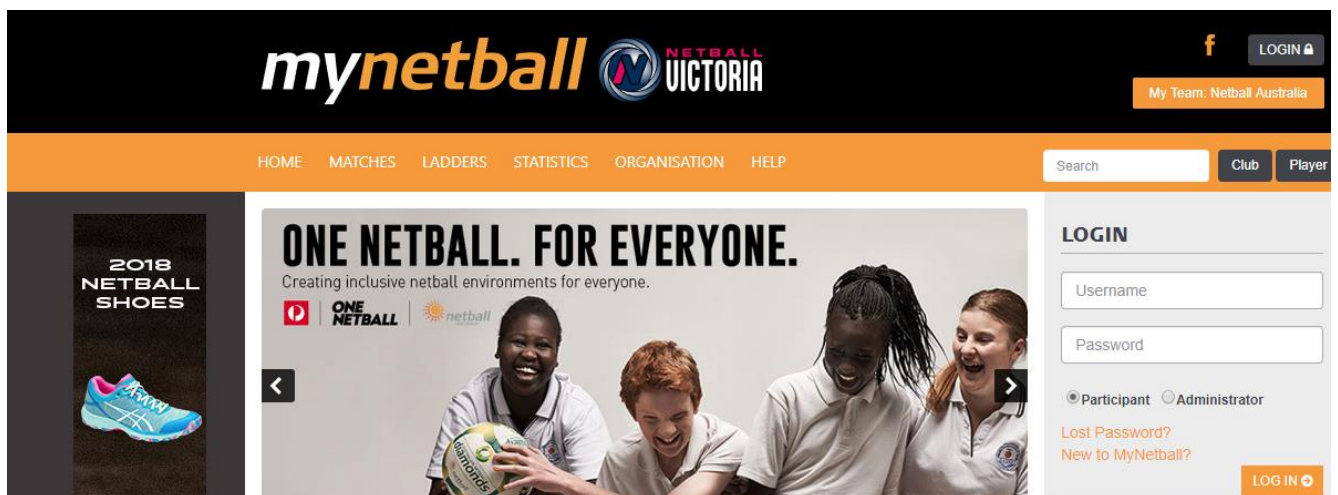 mynetball
NETBALL
VICTORIA
f
LOGIN
My Team: Netball Australia
HOME MATCHES LADDERS STATISTICS ORGANISATION HELP
Search
Club
Player
2018
NETBALL
SHOES
ONE NETBALL. FOR EVERYONE.
Creating inclusive netball environments for everyone.
ONE
NETBALL
netball
diamonds
LOGIN
Username
Password
Participant Administrator
Lost Password?
New to MyNetball?
LOG IN